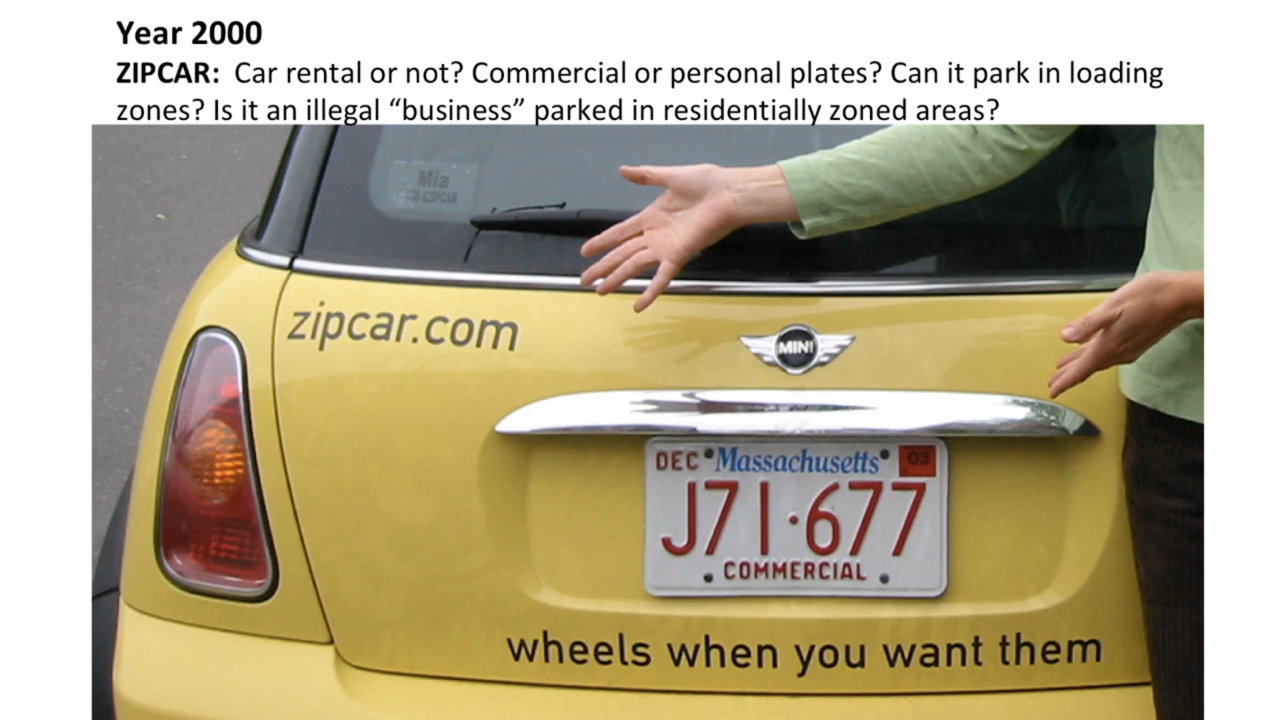 Year 2000
ZIPCAR: Car rental or not? Commercial or personal plates? Can it park in loading
zones? Is it an illegal “business” parked in residentially zoned areas?
Mia
ZIPCAR
zipcar.com
MINI
DEC Massachusetts 03
J71·677
COMMERCIAL
wheels when you want them